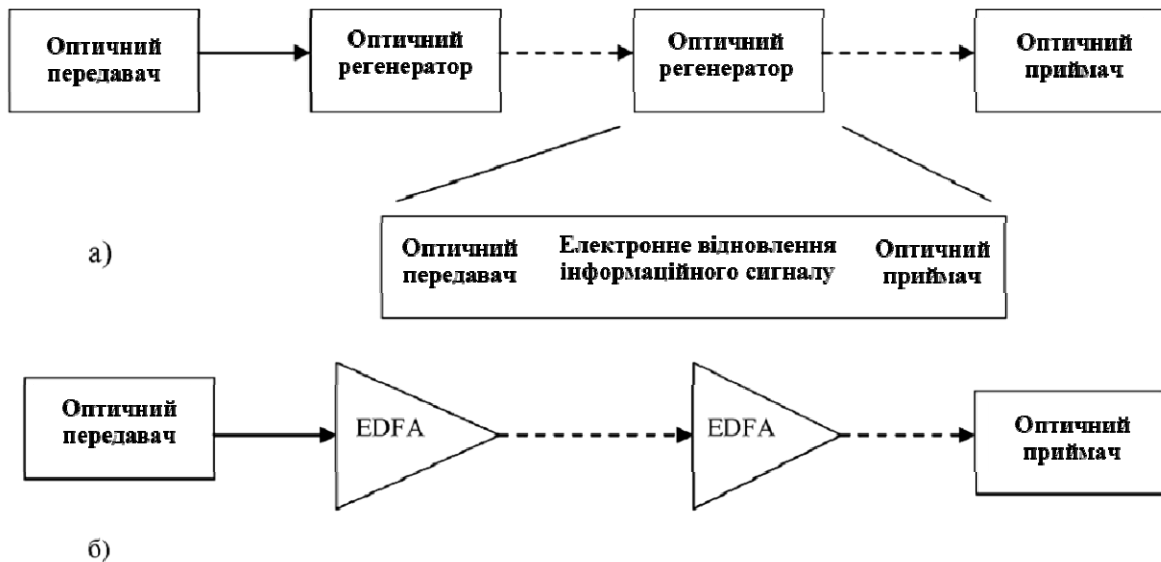 Оптичний
передавач
Оптичний
регенератор
Оптичний
регенератор
Оптичний
приймач
Оптичний
передавач
Електронне відновлення
інформаційного сигналу
Оптичний
приймач
а)
Оптичний
передавач
EDFA
EDFA
Оптичний
приймач
б)